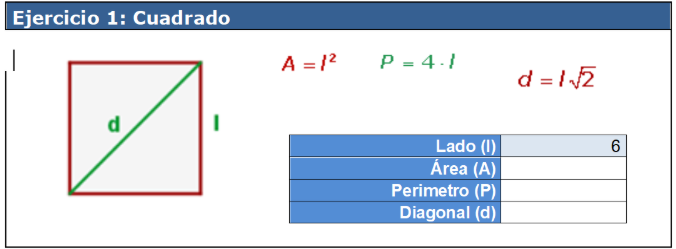 Ejercicio 1: Cuadrado
A = l² P = 4 · l
d = l√2
d l
Lado (l) 6
Área (A)
Perimetro (P)
Diagonal (d)